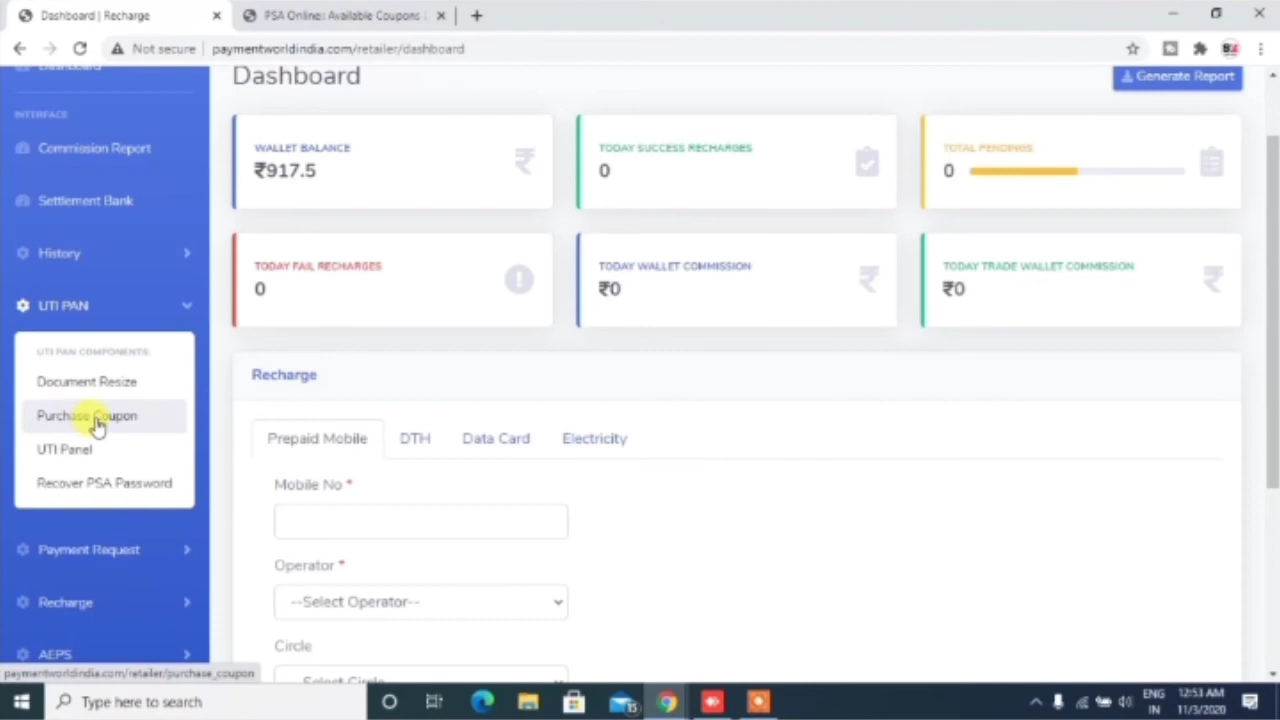 Dashboard | Recharge
PSA Online: Available Coupons
Not secure | paymentworldindia.com/retailer/dashboard
Dashboard
Dashboard
Generate Report
INTERFACE
Commission Report
Settlement Bank
History
UTI PAN
UTI PAN COMPONENTS:
Document Resize
Purchase Coupon
UTI Panel
Recover PSA Password
Payment Request
Recharge
AEPS
WALLET BALANCE
₹917.5
TODAY SUCCESS RECHARGES
0
TOTAL PENDINGS
0
TODAY FAIL RECHARGES
0
TODAY WALLET COMMISSION
₹0
TODAY TRADE WALLET COMMISSION
₹0
Recharge
Prepaid Mobile DTH Data Card Electricity
Mobile No *
Operator *
--Select Operator--
Circle
Select Circle
paymentworldindia.com/retailer/purchase_coupon
Type here to search
15
ENG
IN
12:53 AM
11/3/2020